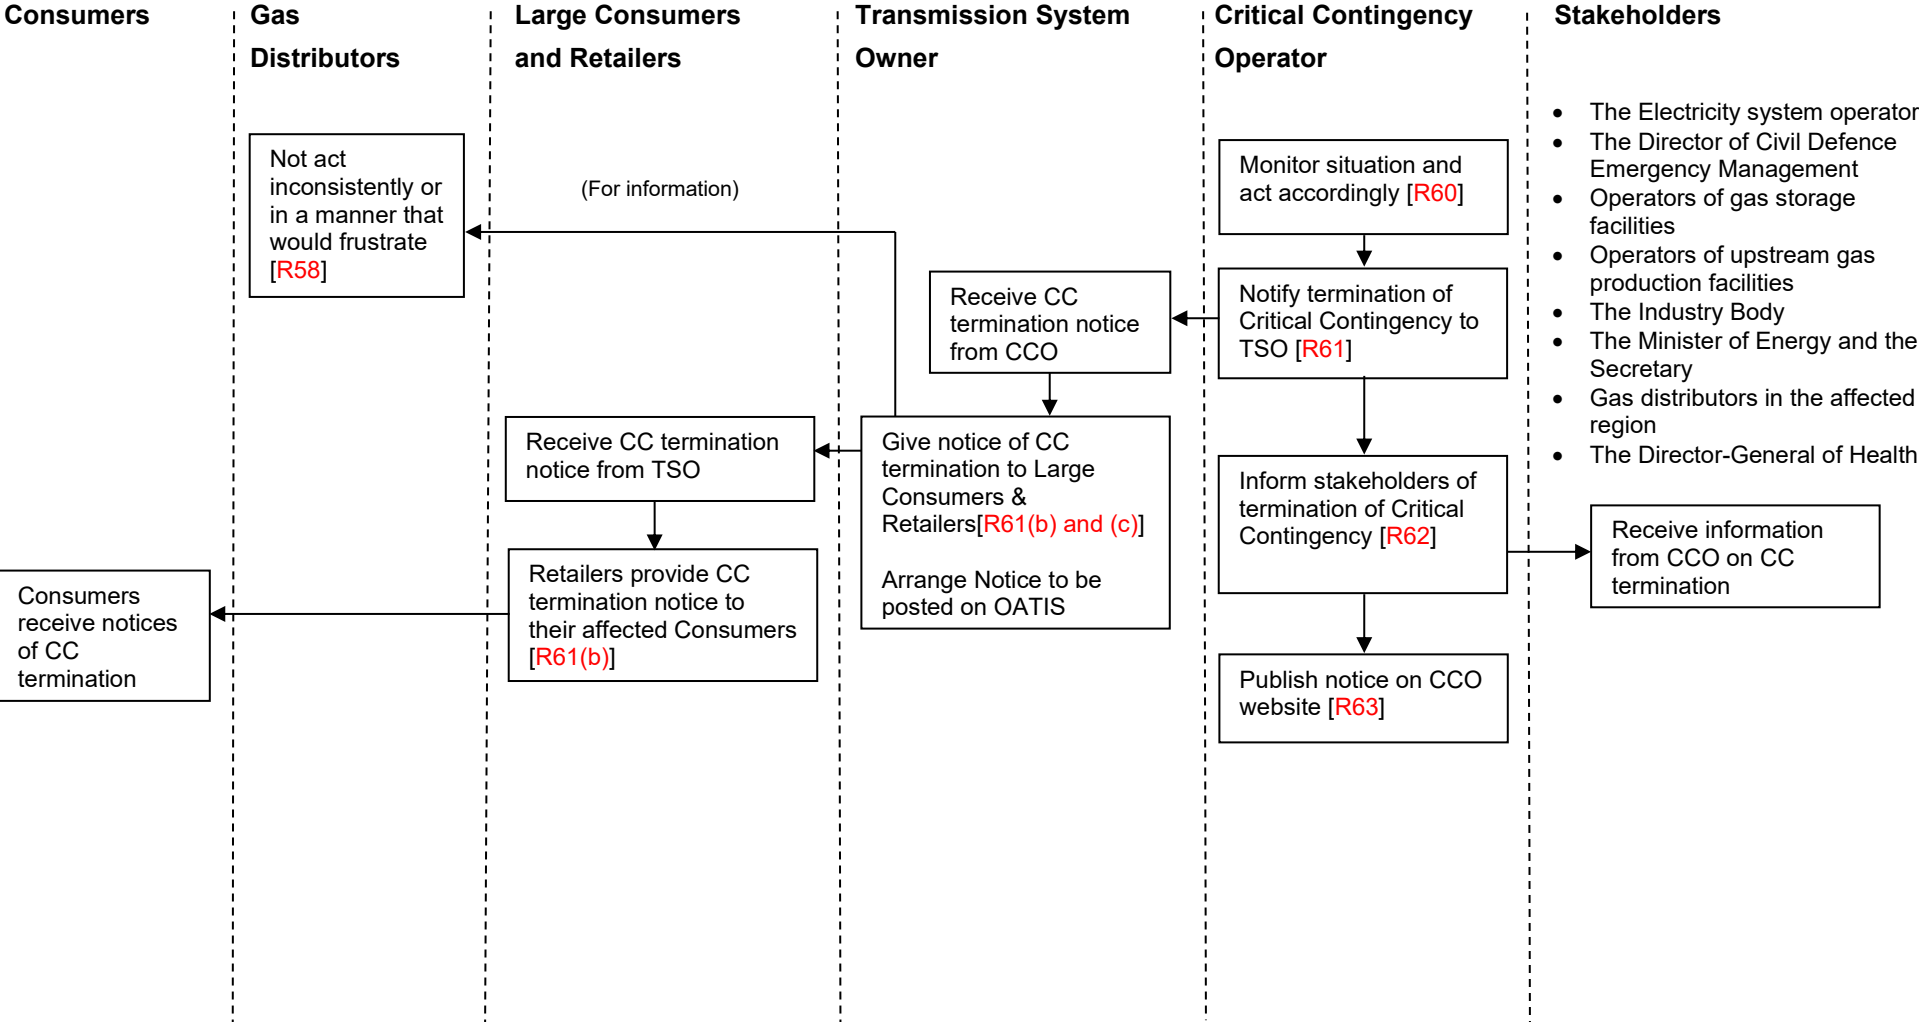 Consumers
Gas
Distributors
Large Consumers
and Retailers
Transmission System
Owner
Critical Contingency
Operator
Stakeholders
• The Electricity system operator
• The Director of Civil Defence
Emergency Management
• Operators of gas storage
facilities
• Operators of upstream gas
production facilities
• The Industry Body
• The Minister of Energy and the
Secretary
• Gas distributors in the affected
region
• The Director-General of Health
Not act
inconsistently or
in a manner that
would frustrate
[R58]
(For information)
Monitor situation and
act accordingly [R60]
Receive CC
termination notice
from CCO
Notify termination of
Critical Contingency to
TSO [R61]
Receive CC termination
notice from TSO
Give notice of CC
termination to Large
Consumers &
Retailers[R61(b) and (c)]
Arrange Notice to be
posted on OATIS
Inform stakeholders of
termination of Critical
Contingency [R62]
Receive information
from CCO on CC
termination
Consumers
receive notices
of CC
termination
Retailers provide CC
termination notice to
their affected Consumers
[R61(b)]
Publish notice on CCO
website [R63]